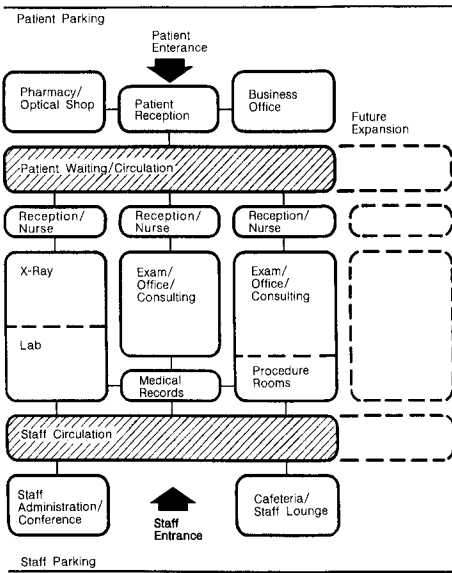 Patient Parking
Patient
Enterance
Pharmacy/
Optical Shop
Patient
Reception
Business
Office
Future
Expansion
Patient Waiting/Circulation
Reception/
Nurse
Reception/
Nurse
Reception/
Nurse
X-Ray
Exam/
Office/
Consulting
Exam/
Office/
Consulting
Lab
Medical
Records
Procedure
Rooms
Staff Circulation
Staff
Administration/
Conference
Staff
Entrance
Cafeteria/
Staff Lounge
Staff Parking